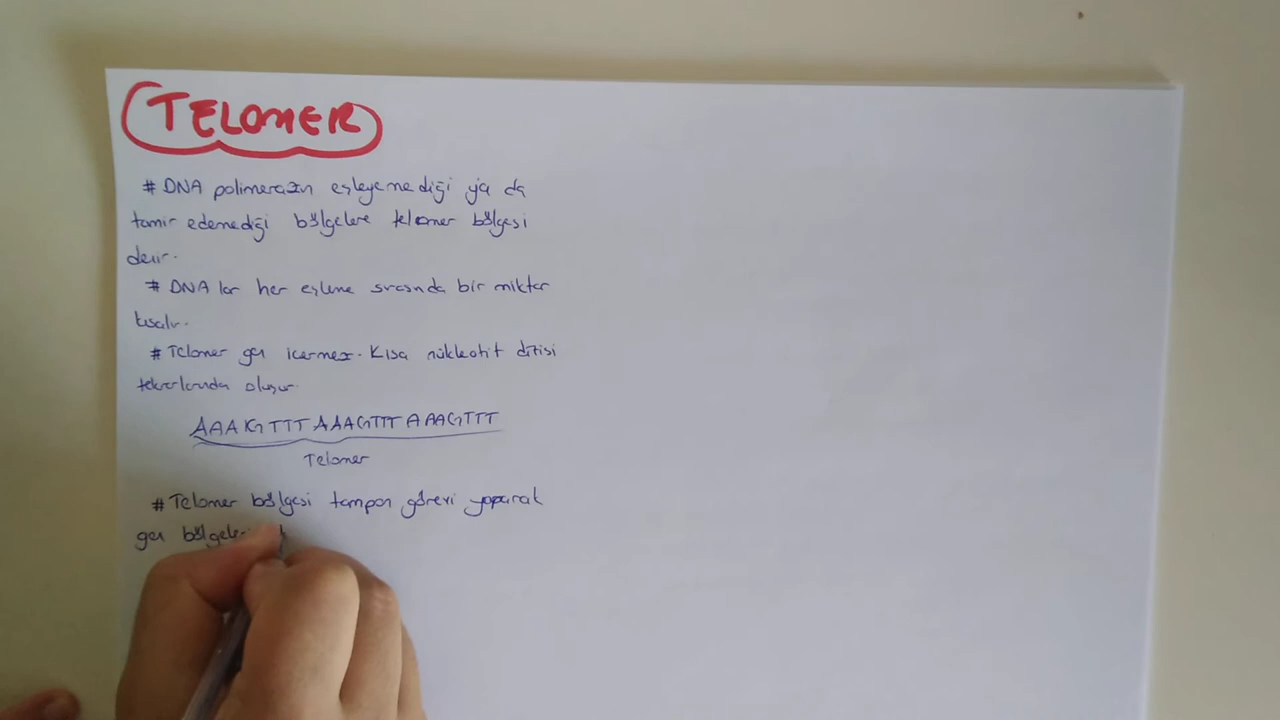 TELOMER
# DNA polimerazın eşleyemediği ya da
tamir edemediği bölgelere telomer bölgesi
denir.
# DNA lar her eşleme sırasında bir miktar
kısalır.
# Telomer gen içermez. Kısa nükleotit dizisi
tekrarlarından oluşur.
AAAGTTTAAAGTTTAAAGTTT
Telomer
# Telomer bölgesi tampon görevi yaparak
gen